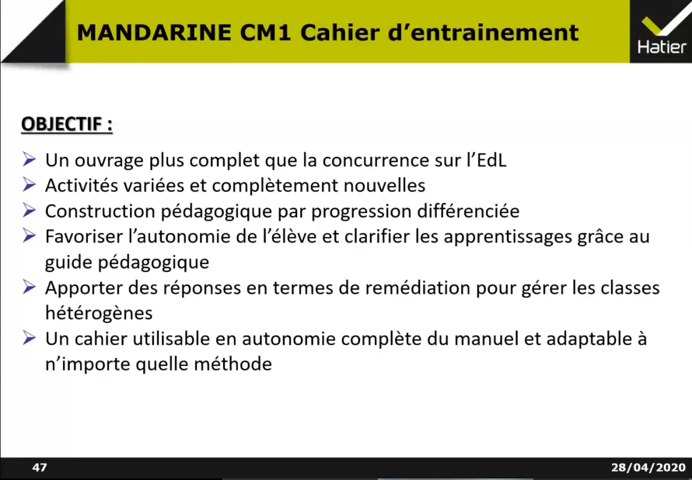 MANDARINE CM1 Cahier d’entrainement
Hatier
OBJECTIF :
Un ouvrage plus complet que la concurrence sur l’EdL
Activités variées et complètement nouvelles
Construction pédagogique par progression différenciée
Favoriser l’autonomie de l’élève et clarifier les apprentissages grâce au
guide pédagogique
Apporter des réponses en termes de remédiation pour gérer les classes
hétérogènes
Un cahier utilisable en autonomie complète du manuel et adaptable à
n’importe quelle méthode
47
28/04/2020